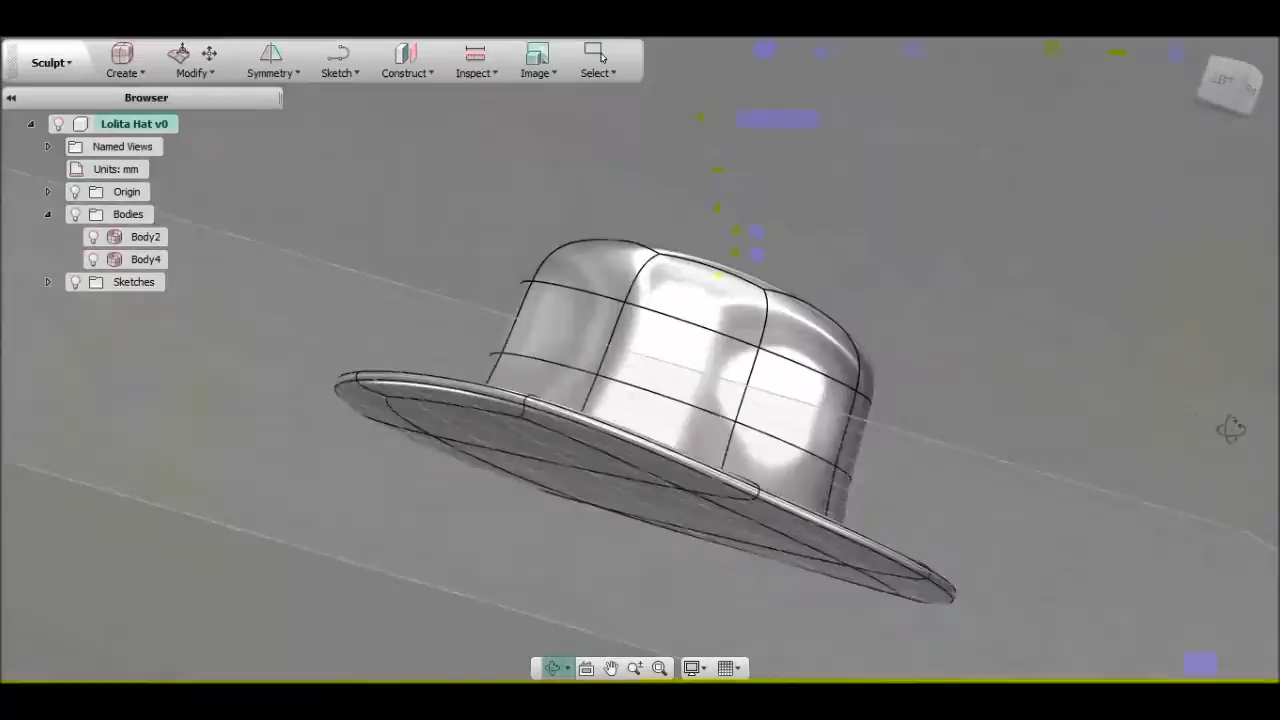 Sculpt
Create
Modify
Symmetry
Sketch
Construct
Inspect
Image
Select
Browser
Lolita Hat v0
Named Views
Units: mm
Origin
Bodies
Body2
Body4
Sketches